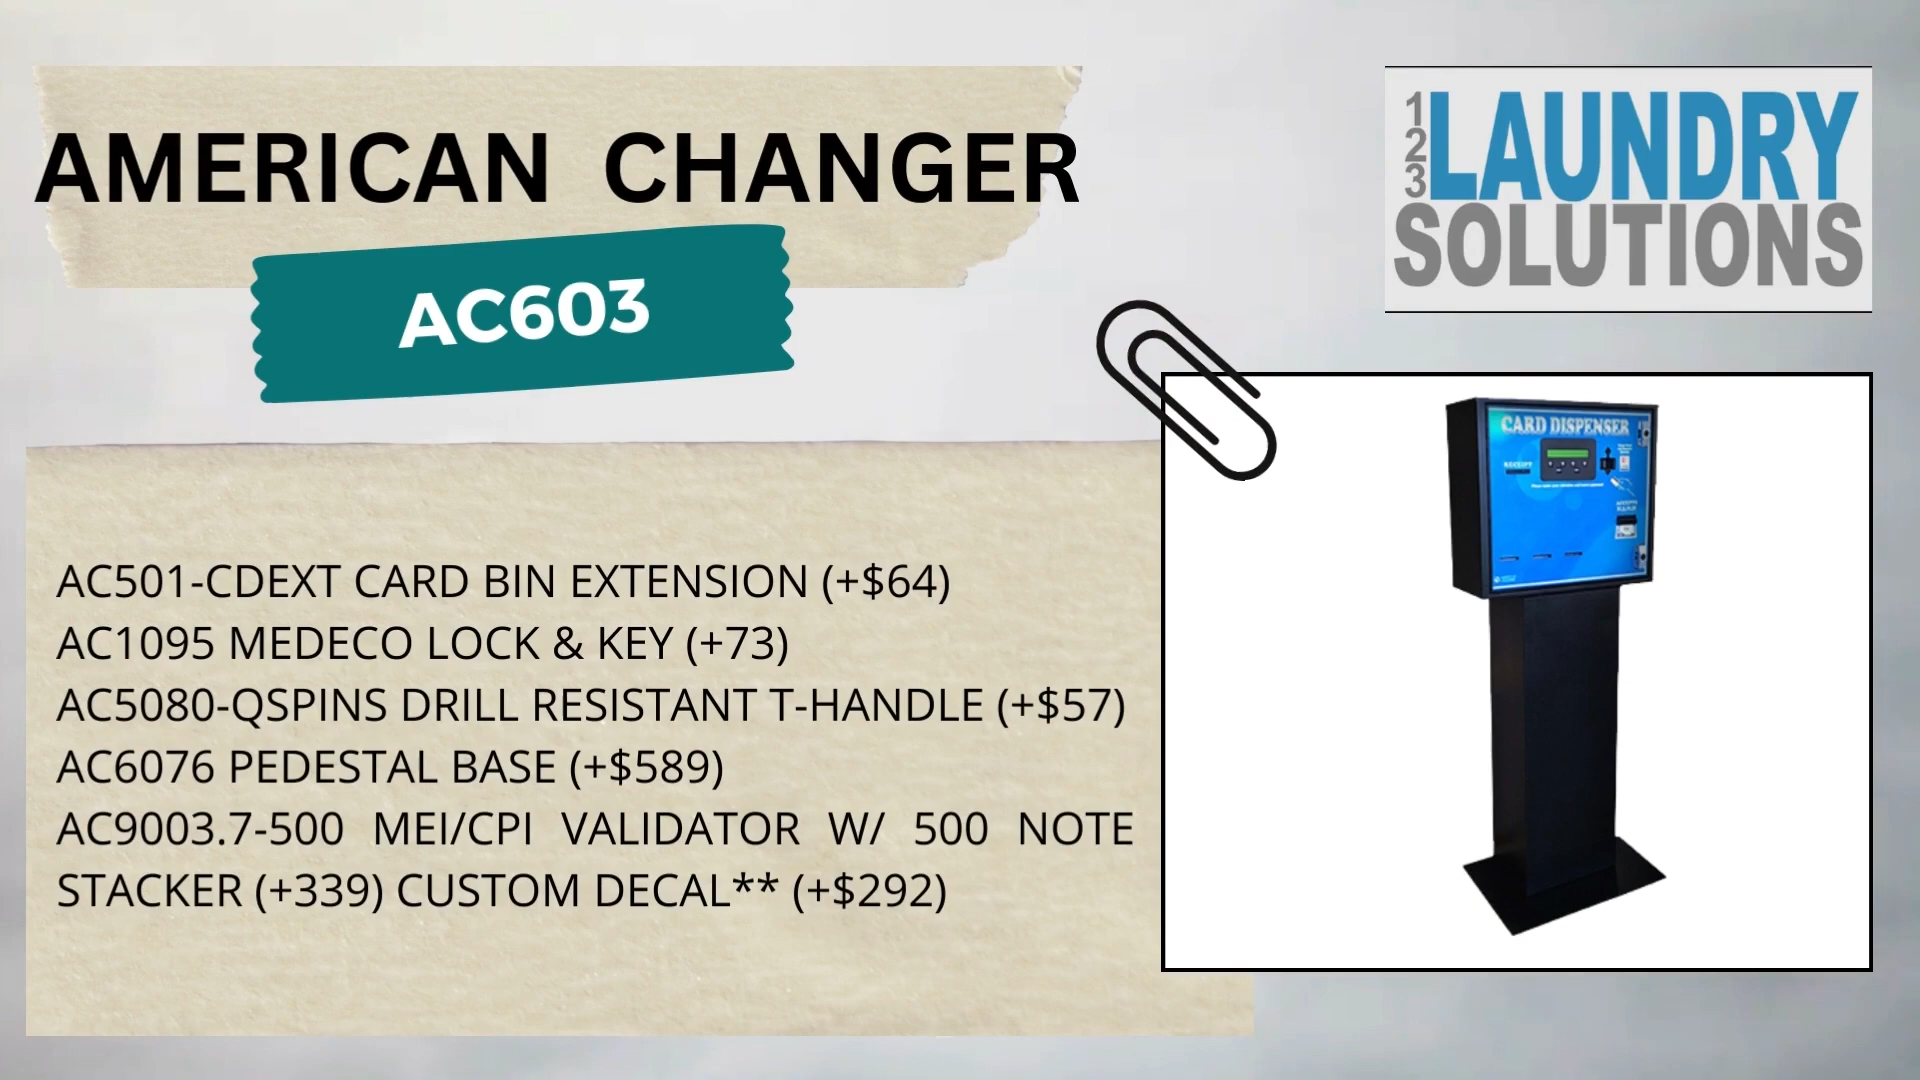 AMERICAN CHANGER
AC603
1
2
3
LAUNDRY
SOLUTIONS
AC501-CDEXT CARD BIN EXTENSION (+$64)
AC1095 MEDECO LOCK & KEY (+73)
AC5080-QSPINS DRILL RESISTANT T-HANDLE (+$57)
AC6076 PEDESTAL BASE (+$589)
AC9003.7-500 MEI/CPI VALIDATOR W/ 500 NOTE
STACKER (+339) CUSTOM DECAL** (+$292)
CARD DISPENSER
RECEIPT